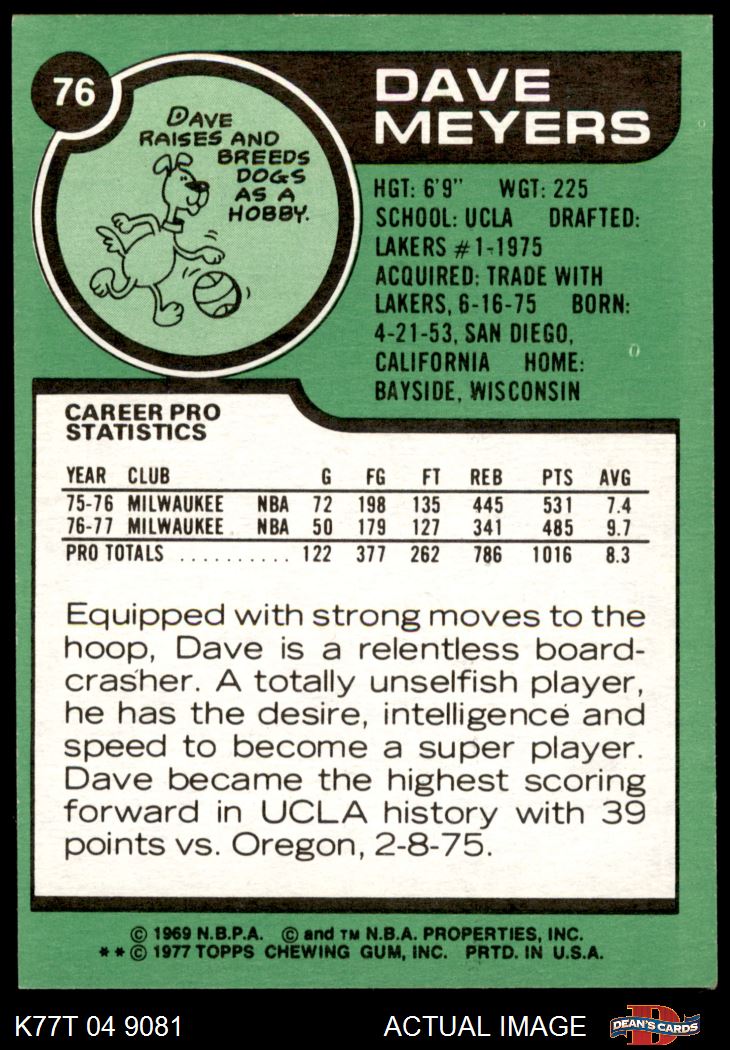 76
DAVE
RAISES AND
BREEDS
DOGS
AS A
HOBBY.
DAVE
MEYERS
HGT: 6'9" WGT: 225
SCHOOL: UCLA DRAFTED:
LAKERS #1-1975
ACQUIRED: TRADE WITH
LAKERS, 6-16-75 BORN:
4-21-53, SAN DIEGO,
CALIFORNIA HOME:
BAYSIDE, WISCONSIN
CAREER PRO
STATISTICS
YEAR CLUB G FG FT REB PTS AVG
75-76 MILWAUKEE NBA 72 198 135 445 531 7.4
76-77 MILWAUKEE NBA 50 179 127 341 485 9.7
PRO TOTALS .......... 122 377 262 786 1016 8.3
Equipped with strong moves to the
hoop, Dave is a relentless board-
crasher. A totally unselfish player,
he has the desire, intelligence and
speed to become a super player.
Dave became the highest scoring
forward in UCLA history with 39
points vs. Oregon, 2-8-75.
© 1969 N.B.P.A. © and TM N.B.A. PROPERTIES, INC.
**© 1977 TOPPS CHEWING GUM, INC. PRTD. IN U.S.A.
K77T 04 9081 ACTUAL IMAGE
DEAN'S CARDS